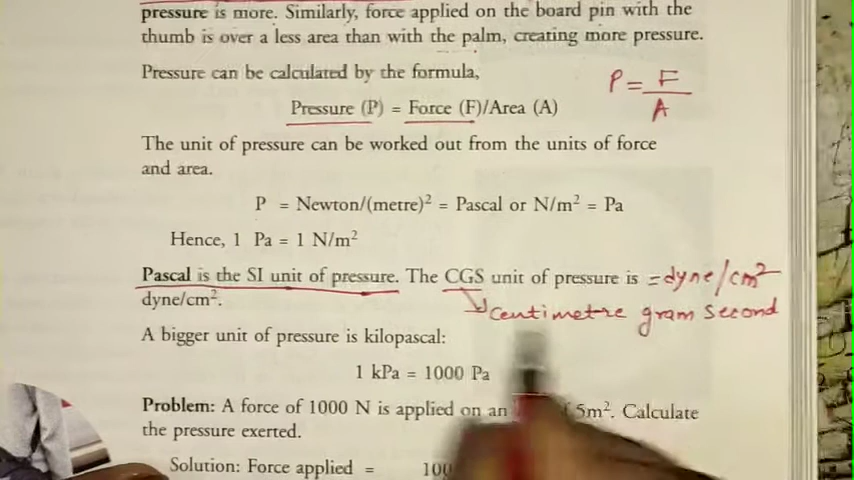 pressure is more. Similarly, force applied on the board pin with the
thumb is over a less area than with the palm, creating more pressure.
Pressure can be calculated by the formula,
P = F/A
Pressure (P) = Force (F)/Area (A)
The unit of pressure can be worked out from the units of force
and area.
P = Newton/(metre)² = Pascal or N/m² = Pa
Hence, 1 Pa = 1 N/m²
Pascal is the SI unit of pressure. The CGS unit of pressure is = dyne/cm²
dyne/cm².
centimetre gram second
A bigger unit of pressure is kilopascal:
1 kPa = 1000 Pa
Problem: A force of 1000 N is applied on an 5m². Calculate
the pressure exerted.
Solution: Force applied =